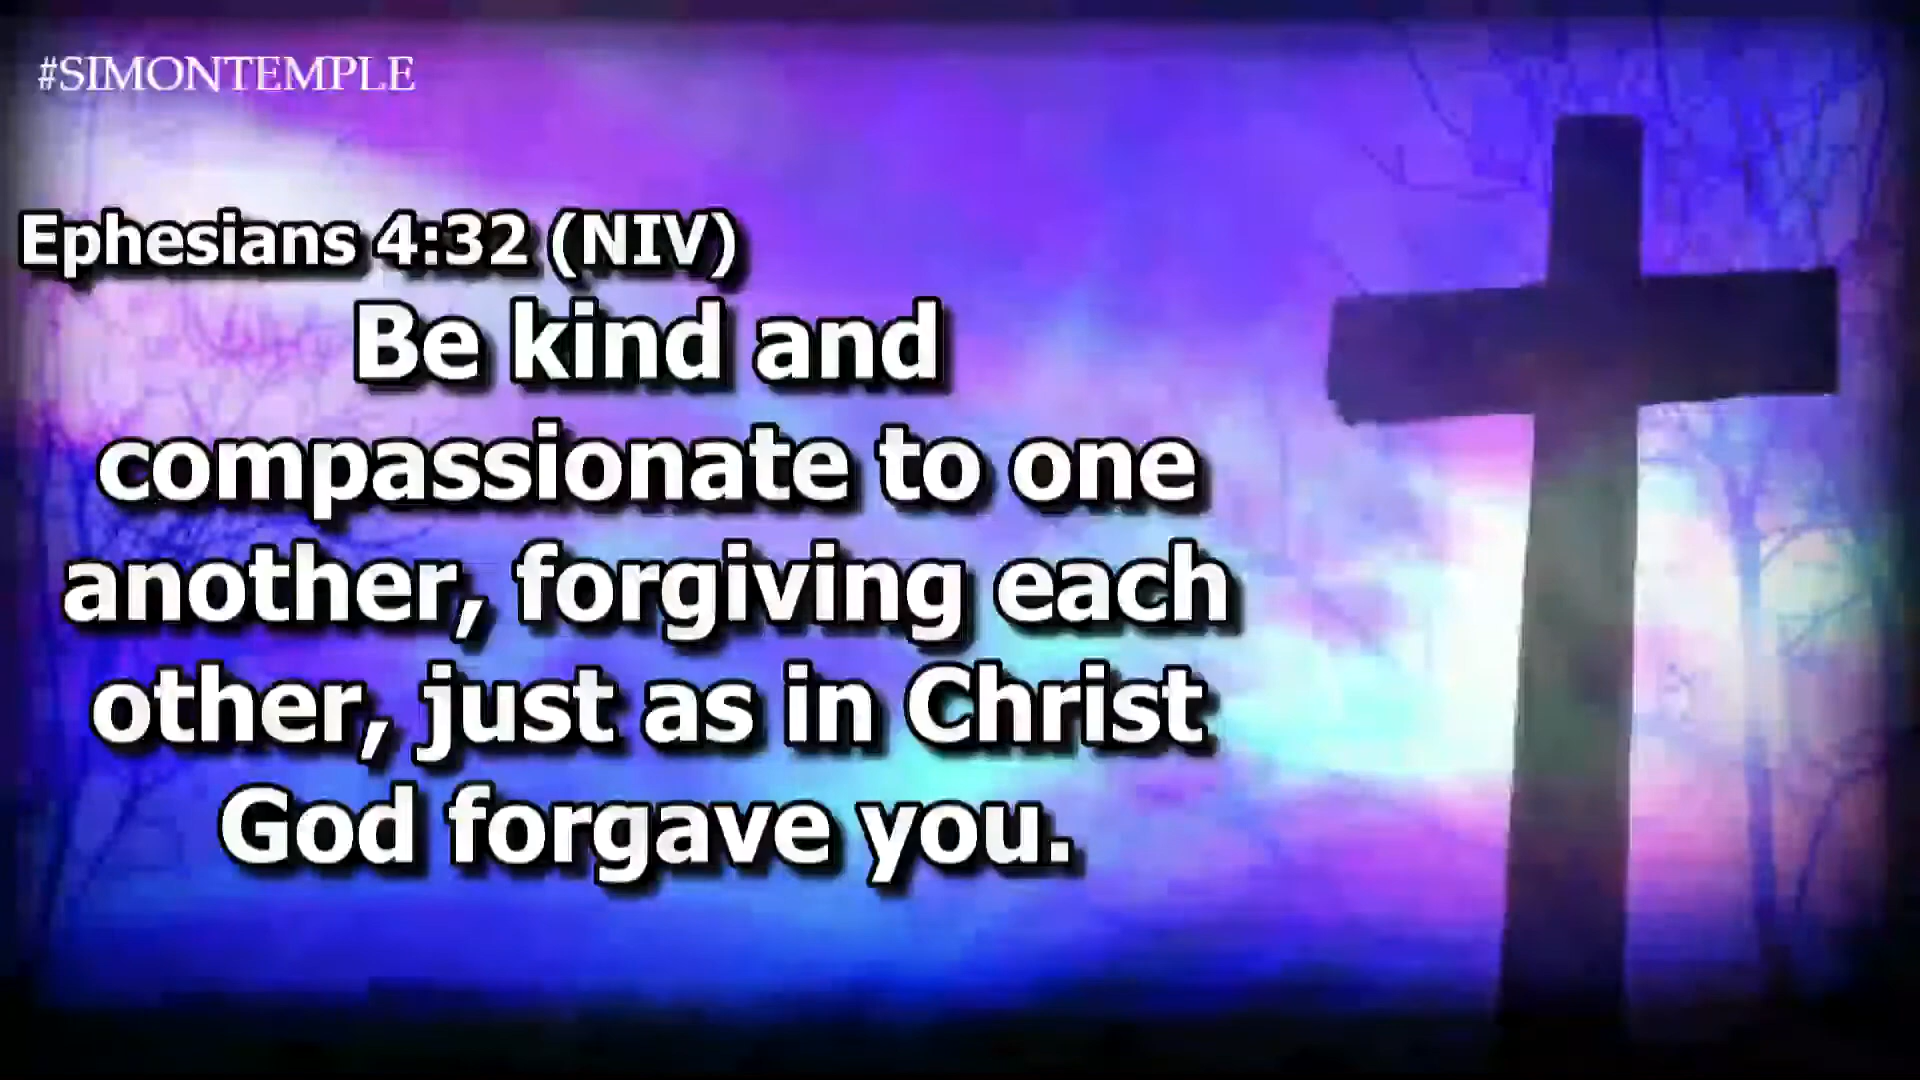 #SIMONTEMPLE
Ephesians 4:32 (NIV)
Be kind and
compassionate to one
another, forgiving each
other, just as in Christ
God forgave you.